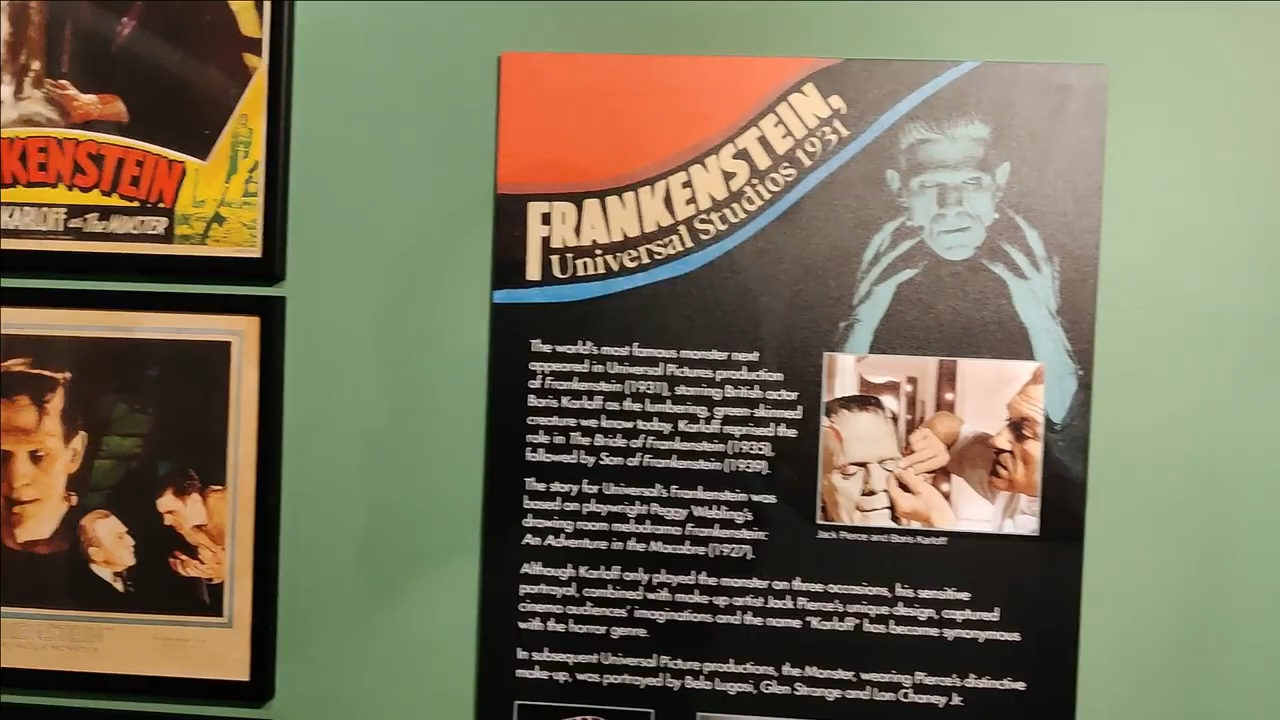 KENSTEIN
KARLOFF as The MONSTER
FRANKENSTEIN,
Universal Studios 1931
The world's most famous monster next
appeared in Universal Pictures production
of Frankenstein (1931), starring British actor
Boris Karloff as the lumbering, green-skinned
creature we know today. Karloff reprised the
role in The Bride of Frankenstein (1935),
followed by Son of Frankenstein (1939).
The story for Universal's Frankenstein was
based on playwright Peggy Webling's
drawing room melodrama Frankenstein:
An Adventure in the Macabre (1927).
Jack Pierce and Boris Karloff
Although Karloff only played the monster on three occasions, his sensitive
portrayal, combined with make-up artist Jack Pierce's unique design, captured
cinema audiences' imaginations and the name "Karloff" has become synonymous
with the horror genre.
In subsequent Universal Picture productions, the Monster, wearing Pierce's distinctive
make-up, was portrayed by Bela Lugosi, Glen Strange and Lon Chaney Jr.